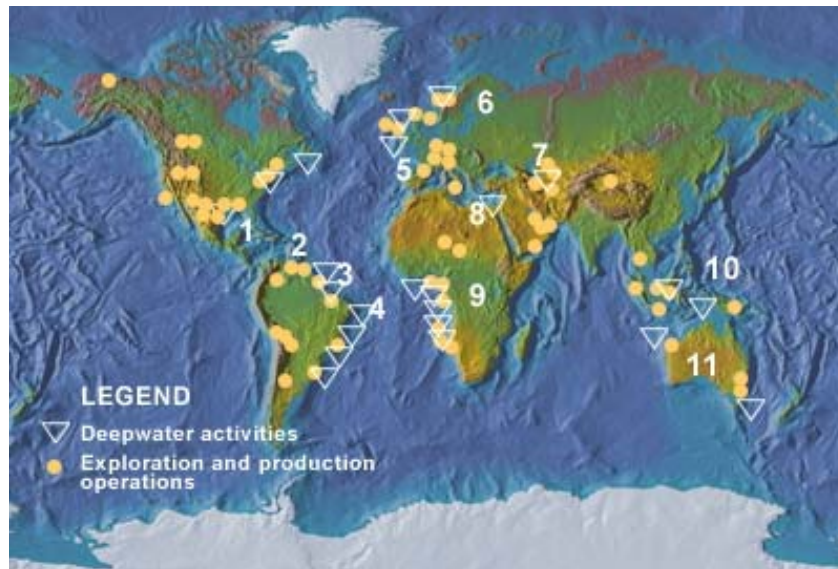 6
5
7
8
1
2
3
9
10
4
11
LEGEND
Deepwater activities
Exploration and production
operations